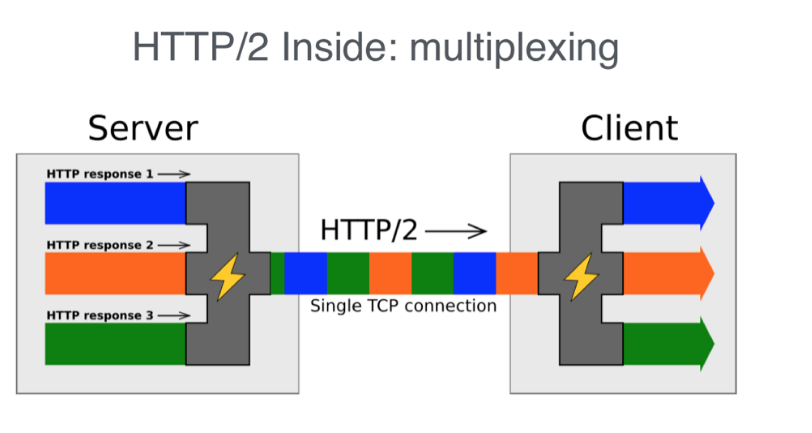 HTTP/2 Inside: multiplexing
Server
Client
HTTP response 1
HTTP response 2
HTTP response 3
HTTP/2
Single TCP connection